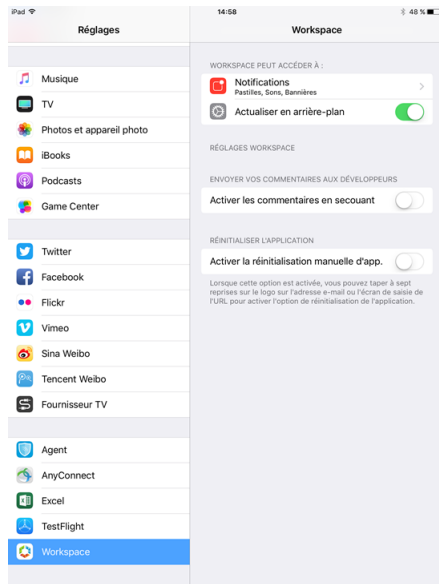 iPad 14:58 48 %
Réglages
Workspace
Musique
TV
Photos et appareil photo
iBooks
Podcasts
Game Center
Twitter
Facebook
Flickr
Vimeo
Sina Weibo
Tencent Weibo
Fournisseur TV
Agent
AnyConnect
Excel
TestFlight
Workspace
WORKSPACE PEUT ACCÉDER À :
Notifications
Pastilles, Sons, Bannières
Actualiser en arrière-plan
RÉGLAGES WORKSPACE
ENVOYER VOS COMMENTAIRES AUX DÉVELOPPEURS
Activer les commentaires en secouant
RÉINITIALISER L'APPLICATION
Activer la réinitialisation manuelle d'app.
Lorsque cette option est activée, vous pouvez taper à sept
reprises sur le logo sur l'adresse e-mail ou l'écran de saisie de
l'URL pour activer l'option de réinitialisation de l'application.